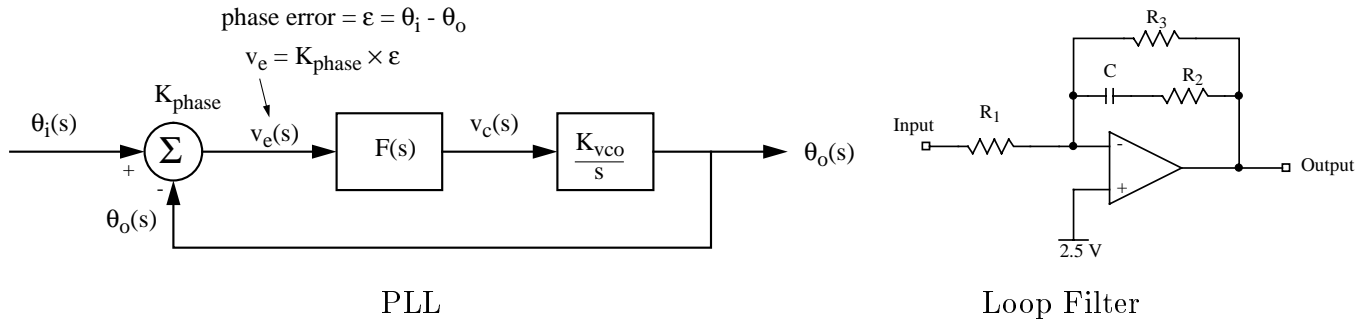 phase error = ε = θi - θo
ve = Kphase × ε
Kphase
θi(s)
+
Σ
-
θo(s)
ve(s)
F(s)
vc(s)
Kvco
s
θo(s)
PLL
R3
C
R2
R1
Input
-
+
2.5 V
Output
Loop Filter